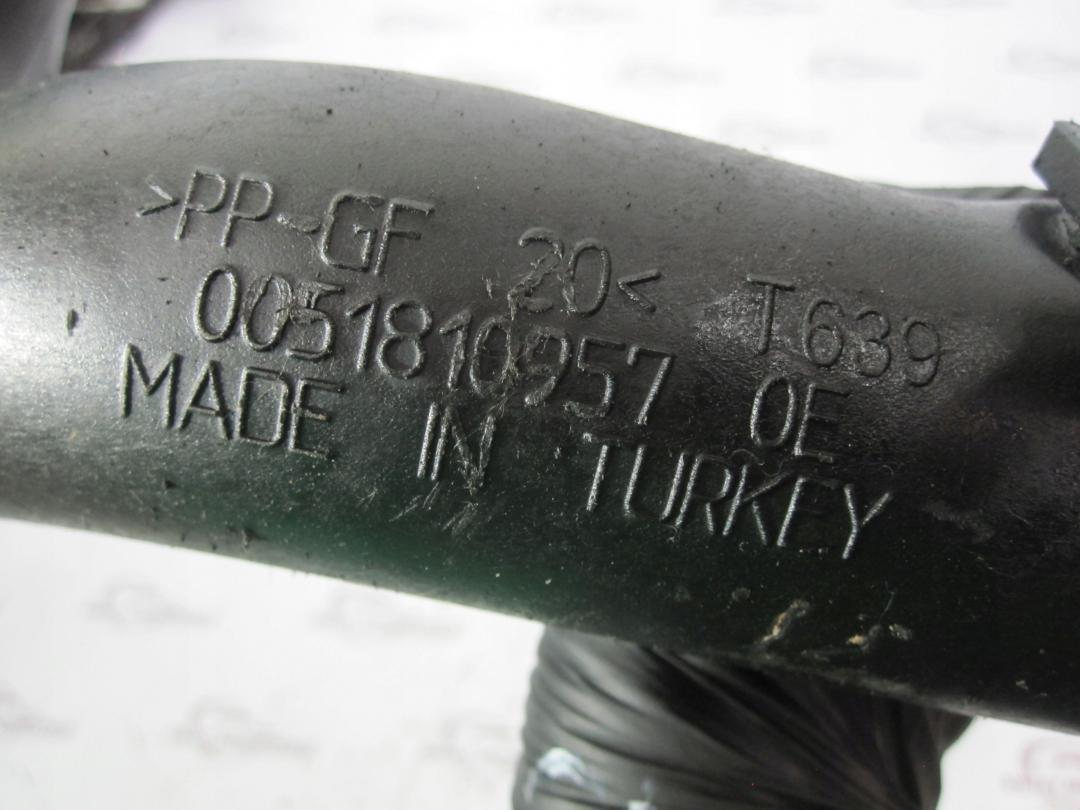 >PP-GF 20< T639
0051810957 0E
MADE IN TURKEY